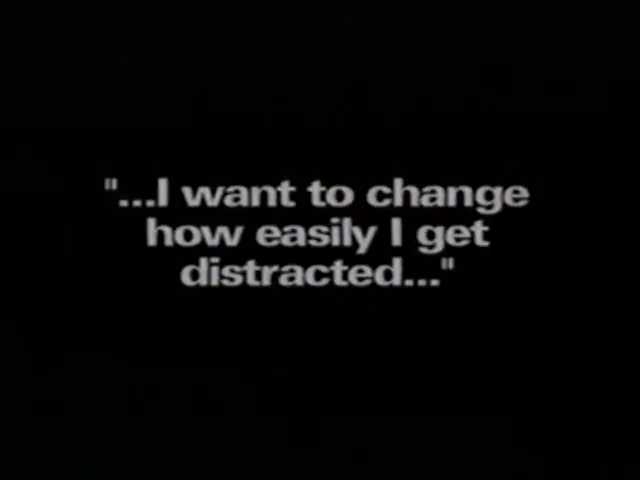 "...I want to change
how easily I get
distracted..."